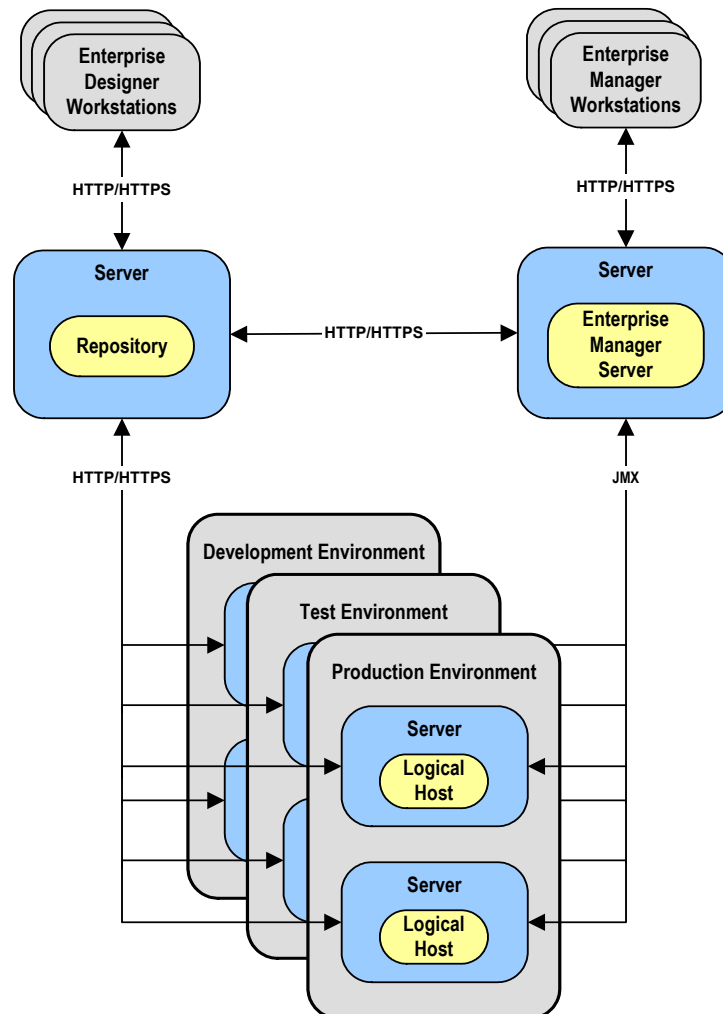 Enterprise
Designer
Workstations
Enterprise
Manager
Workstations
HTTP/HTTPS
HTTP/HTTPS
Server
Repository
HTTP/HTTPS
Server
Enterprise
Manager
Server
HTTP/HTTPS
JMX
Development Environment
Test Environment
Production Environment
Server
Logical
Host
Server
Logical
Host